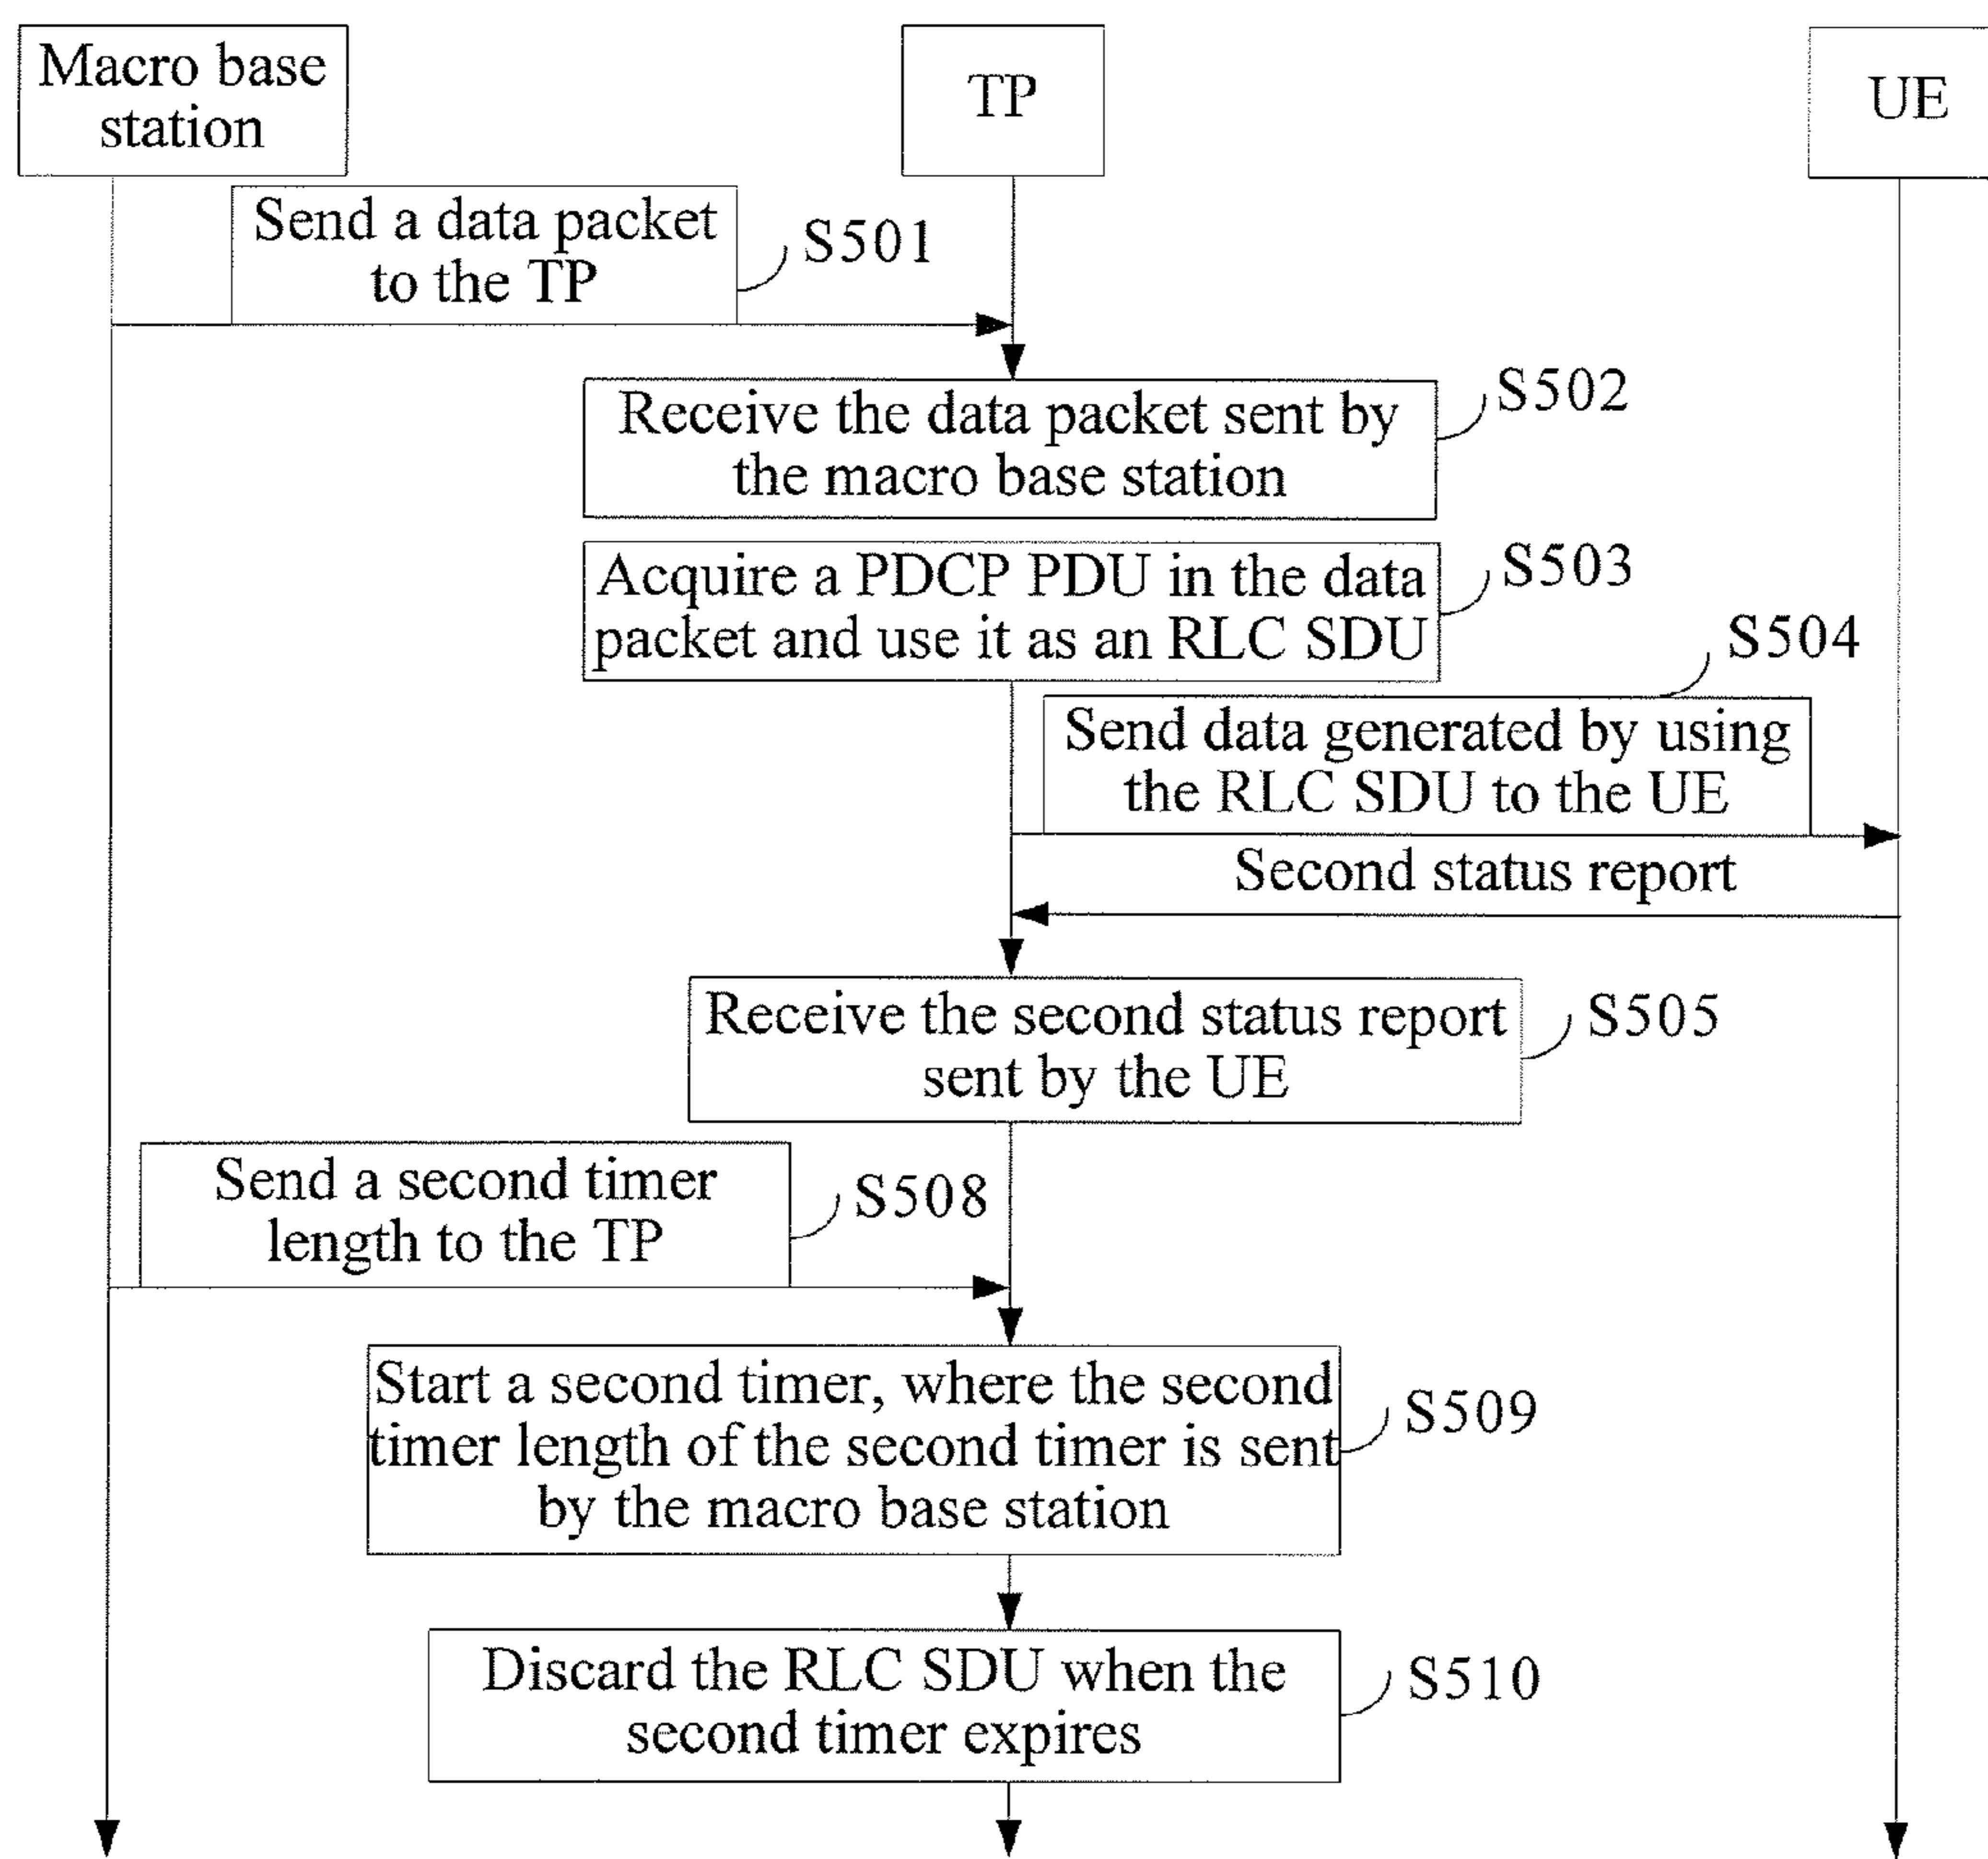 Macro base
station
TP
UE
Send a data packet
to the TP
S501
Receive the data packet sent by
the macro base station
S502
Acquire a PDCP PDU in the data
packet and use it as an RLC SDU
S503
S504
Send data generated by using
the RLC SDU to the UE
Second status report
Receive the second status report
sent by the UE
S505
Send a second timer
length to the TP
S508
Start a second timer, where the second
timer length of the second timer is sent
by the macro base station
S509
Discard the RLC SDU when the
second timer expires
S510